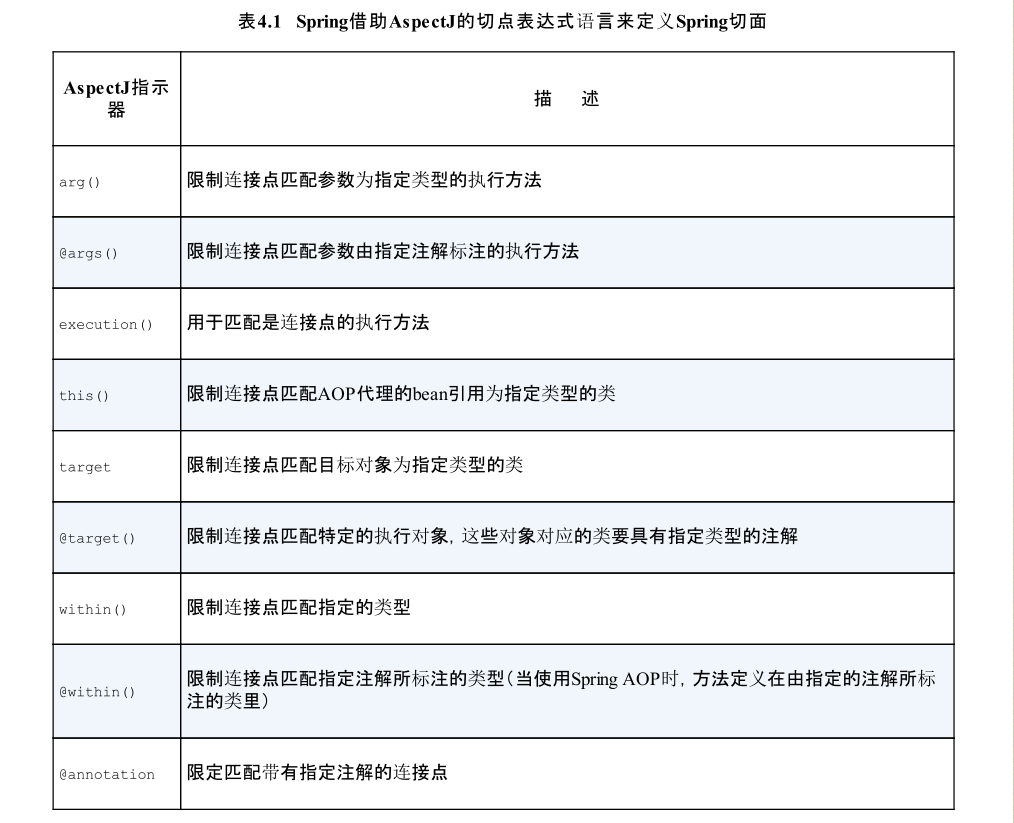 表4.1 Spring借助AspectJ的切点表达式语言来定义Spring切面
AspectJ指示
器
描 述
arg()
限制连接点匹配参数为指定类型的执行方法
@args()
限制连接点匹配参数由指定注解标注的执行方法
execution()
用于匹配是连接点的执行方法
this()
限制连接点匹配AOP代理的bean引用为指定类型的类
target
限制连接点匹配目标对象为指定类型的类
@target()
限制连接点匹配特定的执行对象，这些对象对应的类要具有指定类型的注解
within()
限制连接点匹配指定的类型
@within()
限制连接点匹配指定注解所标注的类型（当使用Spring AOP时，方法定义在由指定的注解所标
注的类里）
@annotation
限定匹配带有指定注解的连接点